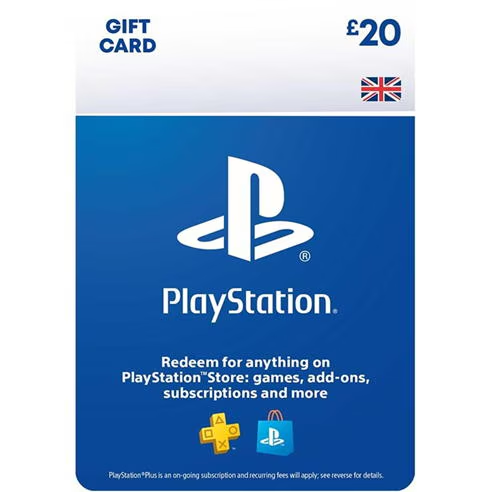 GIFT
CARD
£20
PlayStation®
Redeem for anything on
PlayStation™Store: games, add-ons,
subscriptions and more
PlayStation®Plus is an on-going subscription and recurring fees will apply; see reverse for details.